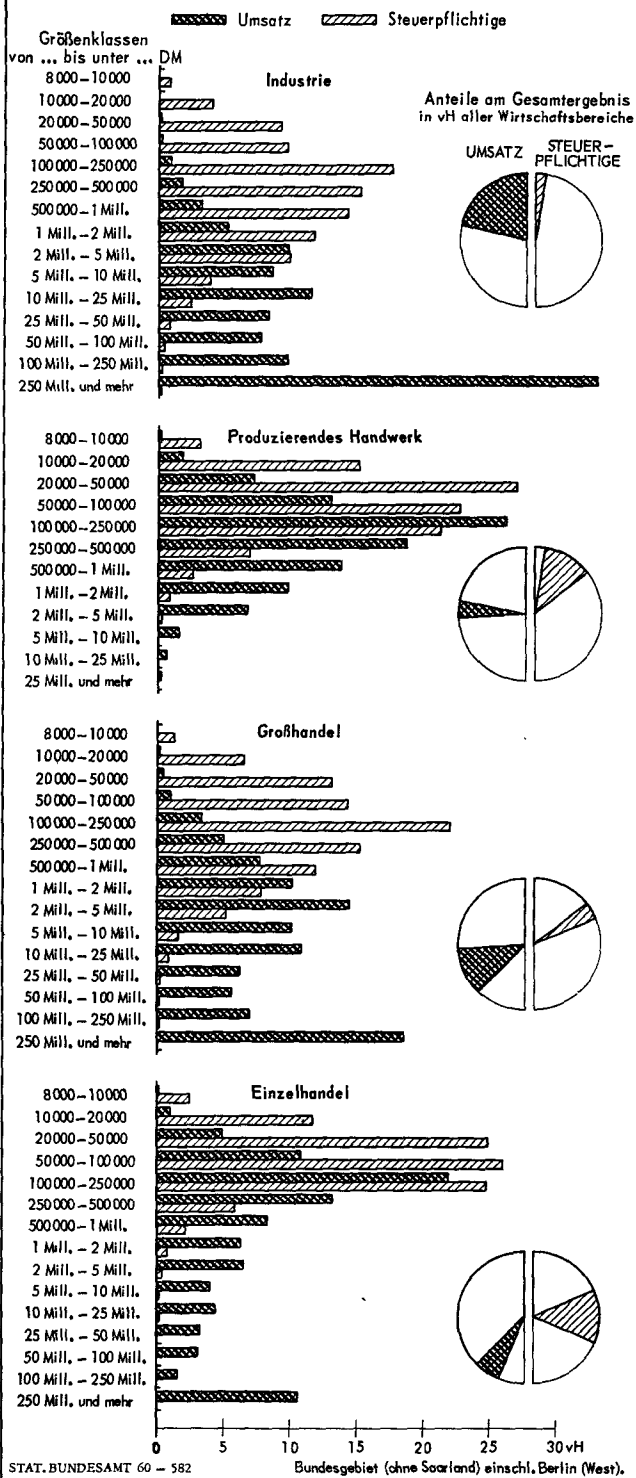 Umsatz Steuerpflichtige
Größenklassen
von ... bis unter ... DM
Industrie
8000–10000
10000–20000
20000–50000
50000–100000
100000–250000
250000–500000
500000–1 Mill.
1 Mill. – 2 Mill.
2 Mill. – 5 Mill.
5 Mill. – 10 Mill.
10 Mill. – 25 Mill.
25 Mill. – 50 Mill.
50 Mill. – 100 Mill.
100 Mill. – 250 Mill.
250 Mill. und mehr
Anteile am Gesamtergebnis
in vH aller Wirtschaftsbereiche
UMSATZ
STEUER–
PFLICHTIGE
Produzierendes Handwerk
8000–10000
10000–20000
20000–50000
50000–100000
100000–250000
250000–500000
500000–1 Mill.
1 Mill. – 2 Mill.
2 Mill. – 5 Mill.
5 Mill. – 10 Mill.
10 Mill. – 25 Mill.
25 Mill. und mehr
Großhandel
8000–10000
10000–20000
20000–50000
50000–100000
100000–250000
250000–500000
500000–1 Mill.
1 Mill. – 2 Mill.
2 Mill. – 5 Mill.
5 Mill. – 10 Mill.
10 Mill. – 25 Mill.
25 Mill. – 50 Mill.
50 Mill. – 100 Mill.
100 Mill. – 250 Mill.
250 Mill. und mehr
Einzelhandel
8000–10000
10000–20000
20000–50000
50000–100000
100000–250000
250000–500000
500000–1 Mill.
1 Mill. – 2 Mill.
2 Mill. – 5 Mill.
5 Mill. – 10 Mill.
10 Mill. – 25 Mill.
25 Mill. – 50 Mill.
50 Mill. – 100 Mill.
100 Mill. – 250 Mill.
250 Mill. und mehr
0 5 10 15 20 25 30 vH
STAT. BUNDESAMT 60 – 582 Bundesgebiet (ohne Saarland) einschl. Berlin (West).